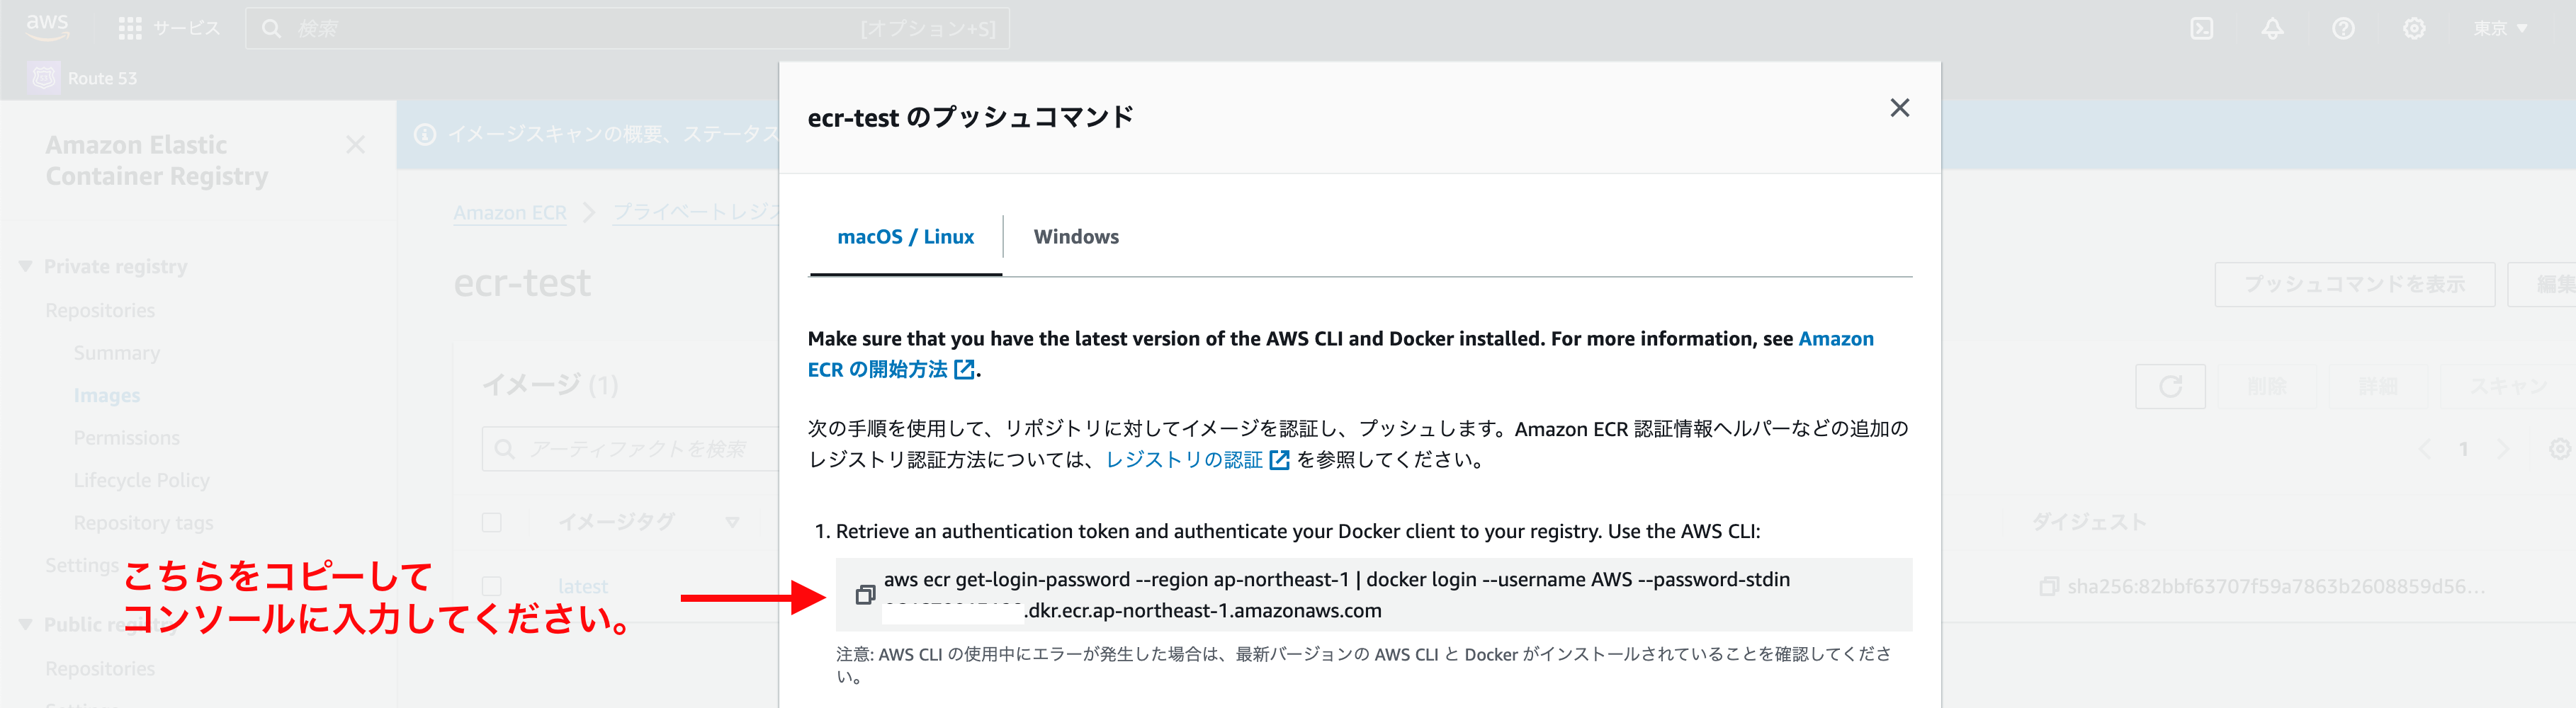 aws
サービス
検索
[オプション+S]
東京
Route 53
Amazon Elastic
Container Registry
Private registry
Repositories
Summary
Images
Permissions
Lifecycle Policy
Repository tags
Settings
Public registry
Repositories
イメージスキャンの概要、ステータス
Amazon ECR
プライベートレジス
ecr-test
イメージ (1)
アーティファクトを検索
イメージタグ
latest
こちらをコピーして
コンソールに入力してください。
ecr-test のプッシュコマンド
macOS / Linux
Windows
Make sure that you have the latest version of the AWS CLI and Docker installed. For more information, see Amazon
ECR の開始方法.
次の手順を使用して、リポジトリに対してイメージを認証し、プッシュします。Amazon ECR 認証情報ヘルパーなどの追加の
レジストリ認証方法については、レジストリの認証 を参照してください。
1. Retrieve an authentication token and authenticate your Docker client to your registry. Use the AWS CLI:
aws ecr get-login-password --region ap-northeast-1 | docker login --username AWS --password-stdin
.dkr.ecr.ap-northeast-1.amazonaws.com
注意: AWS CLI の使用中にエラーが発生した場合は、最新バージョンの AWS CLI と Docker がインストールされていることを確認してくださ
い。
プッシュコマンドを表示
編集
削除
詳細
スキャン
1
ダイジェスト
sha256:82bbf63707f59a7863b2608859d56...